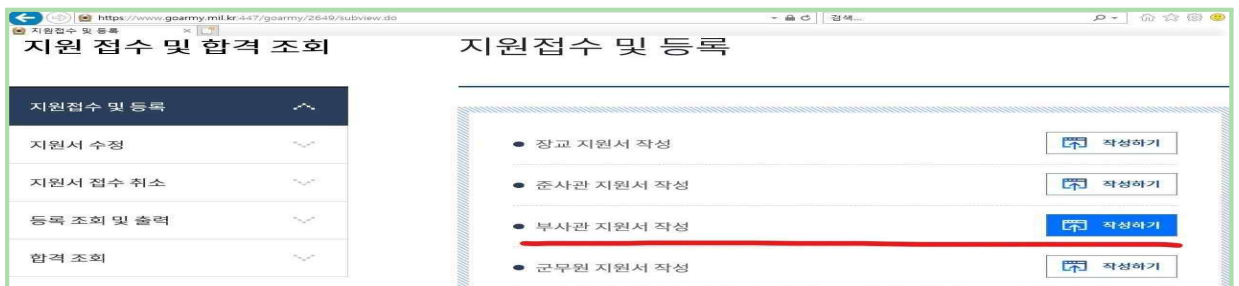 https://www.goarmy.mil.kr:447/goarmy/2649/subview.do
검색...
지원접수 및 등록
지원 접수 및 합격 조회
지원접수 및 등록
지원서 수정
지원서 접수 취소
등록 조회 및 출력
합격 조회
지원접수 및 등록
장교 지원서 작성 작성하기
준사관 지원서 작성 작성하기
부사관 지원서 작성 작성하기
군무원 지원서 작성 작성하기